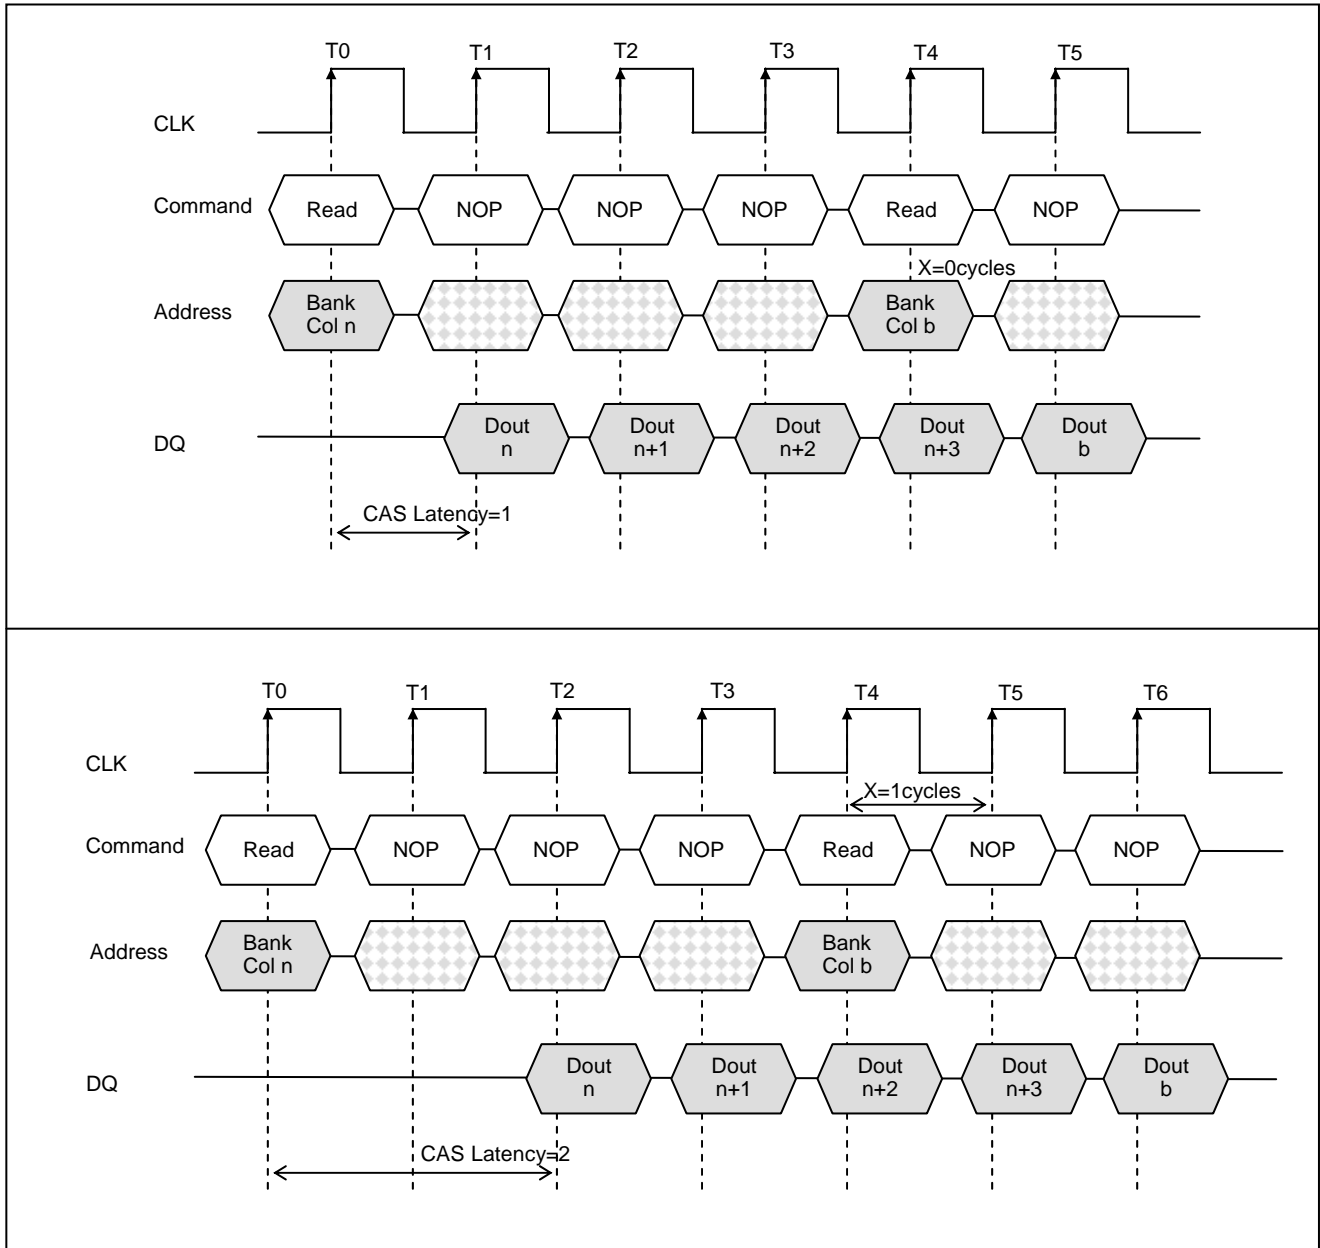 T0 T1 T2 T3 T4 T5
CLK
Command Read NOP NOP NOP Read NOP
X=0cycles
Address Bank Col n Bank Col b
DQ Dout n Dout n+1 Dout n+2 Dout n+3 Dout b
CAS Latency=1
T0 T1 T2 T3 T4 T5 T6
CLK
X=1cycles
Command Read NOP NOP NOP Read NOP NOP
Address Bank Col n Bank Col b
DQ Dout n Dout n+1 Dout n+2 Dout n+3 Dout b
CAS Latency=2